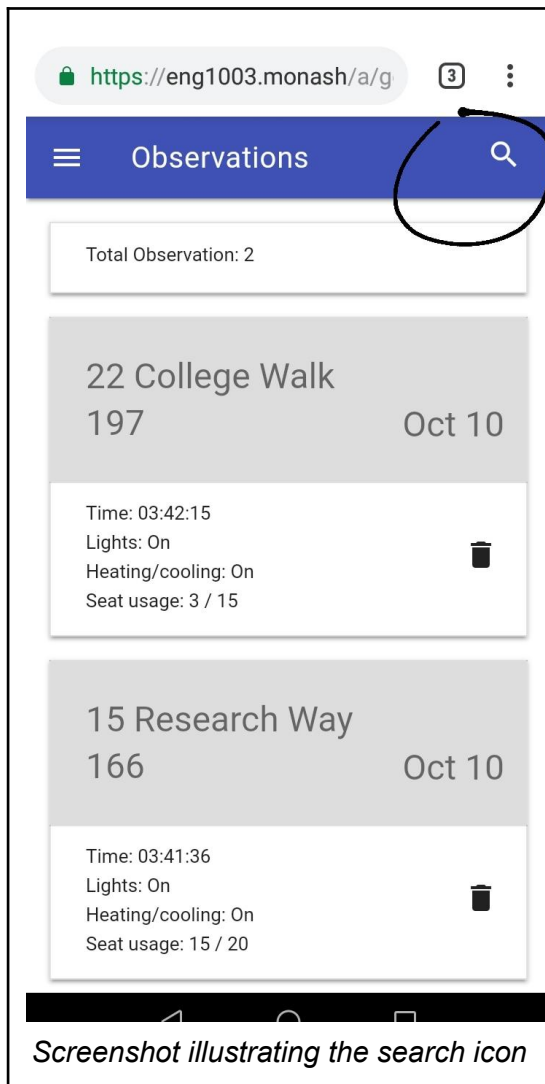 https://eng1003.monash/a/g
3
Observations
Total Observation: 2
22 College Walk
197
Oct 10
Time: 03:42:15
Lights: On
Heating/cooling: On
Seat usage: 3 / 15
15 Research Way
166
Oct 10
Time: 03:41:36
Lights: On
Heating/cooling: On
Seat usage: 15 / 20
Screenshot illustrating the search icon